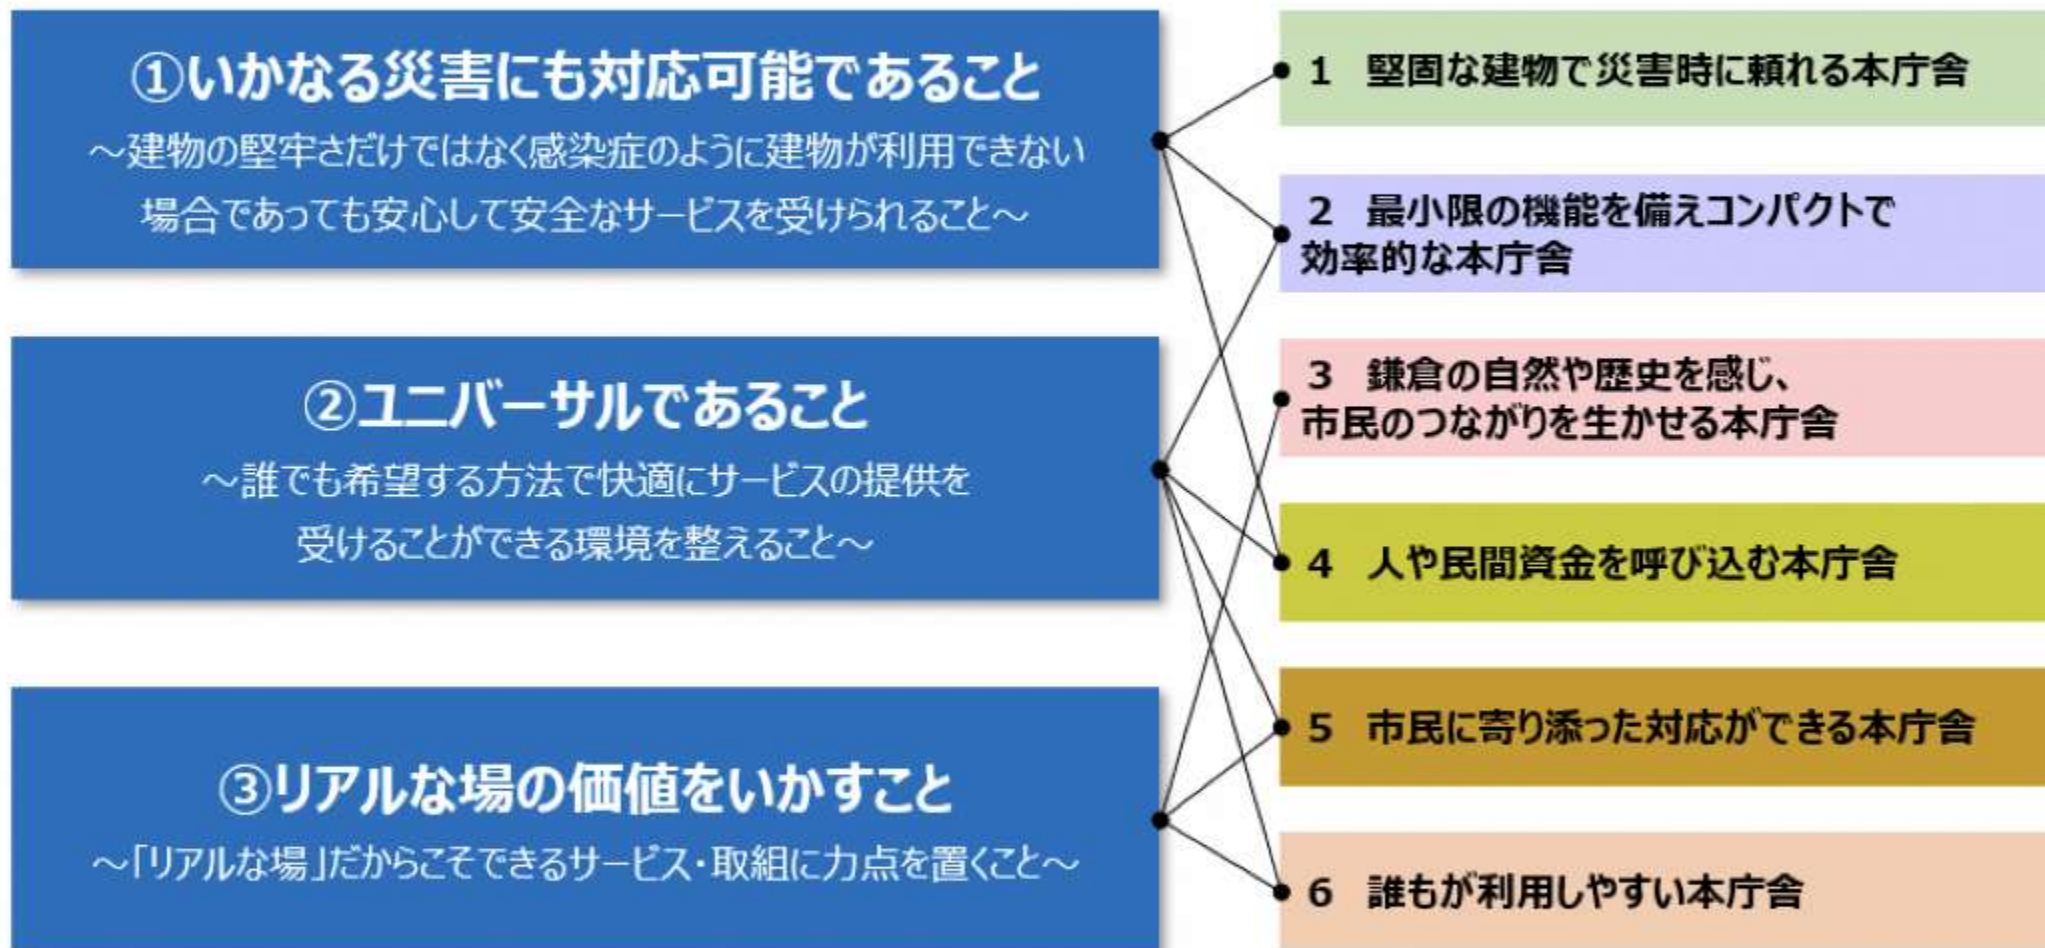 ①いかなる災害にも対応可能であること
～建物の堅牢さだけではなく感染症のように建物が利用できない
場合であっても安心して安全なサービスを受けられること～
②ユニバーサルであること
～誰でも希望する方法で快適にサービスの提供を
受けることができる環境を整えること～
③リアルな場の価値をいかすこと
～「リアルな場」だからこそできるサービス・取組に力点を置くこと～
1 堅固な建物で災害時に頼れる本庁舎
2 最小限の機能を備えコンパクトで
効率的な本庁舎
3 鎌倉の自然や歴史を感じ、
市民のつながりを生かせる本庁舎
4 人や民間資金を呼び込む本庁舎
5 市民に寄り添った対応ができる本庁舎
6 誰もが利用しやすい本庁舎